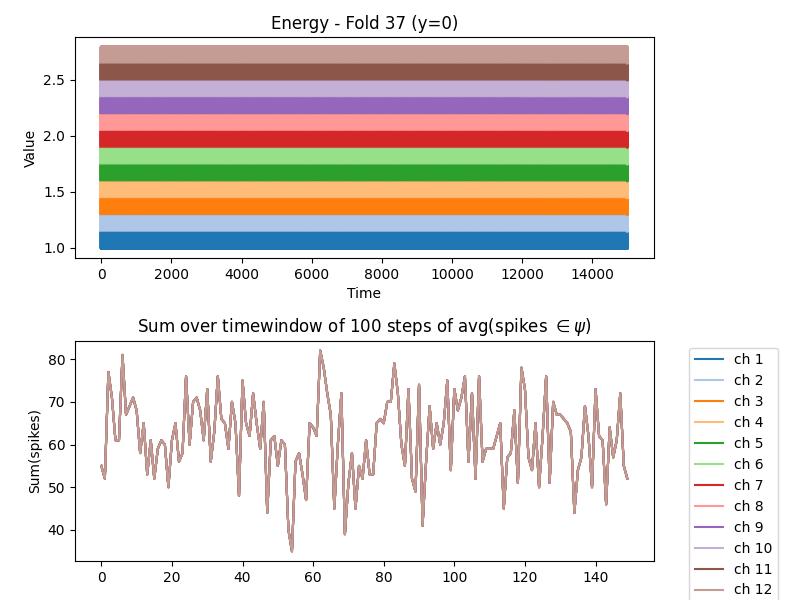 Energy - Fold 37 (y=0)
Value
2.5
2.0
1.5
1.0
0 2000 4000 6000 8000 10000 12000 14000
Time
Sum over timewindow of 100 steps of avg(spikes ∈ ψ)
Sum(spikes)
80
70
60
50
40
0 20 40 60 80 100 120 140
ch 1
ch 2
ch 3
ch 4
ch 5
ch 6
ch 7
ch 8
ch 9
ch 10
ch 11
ch 12